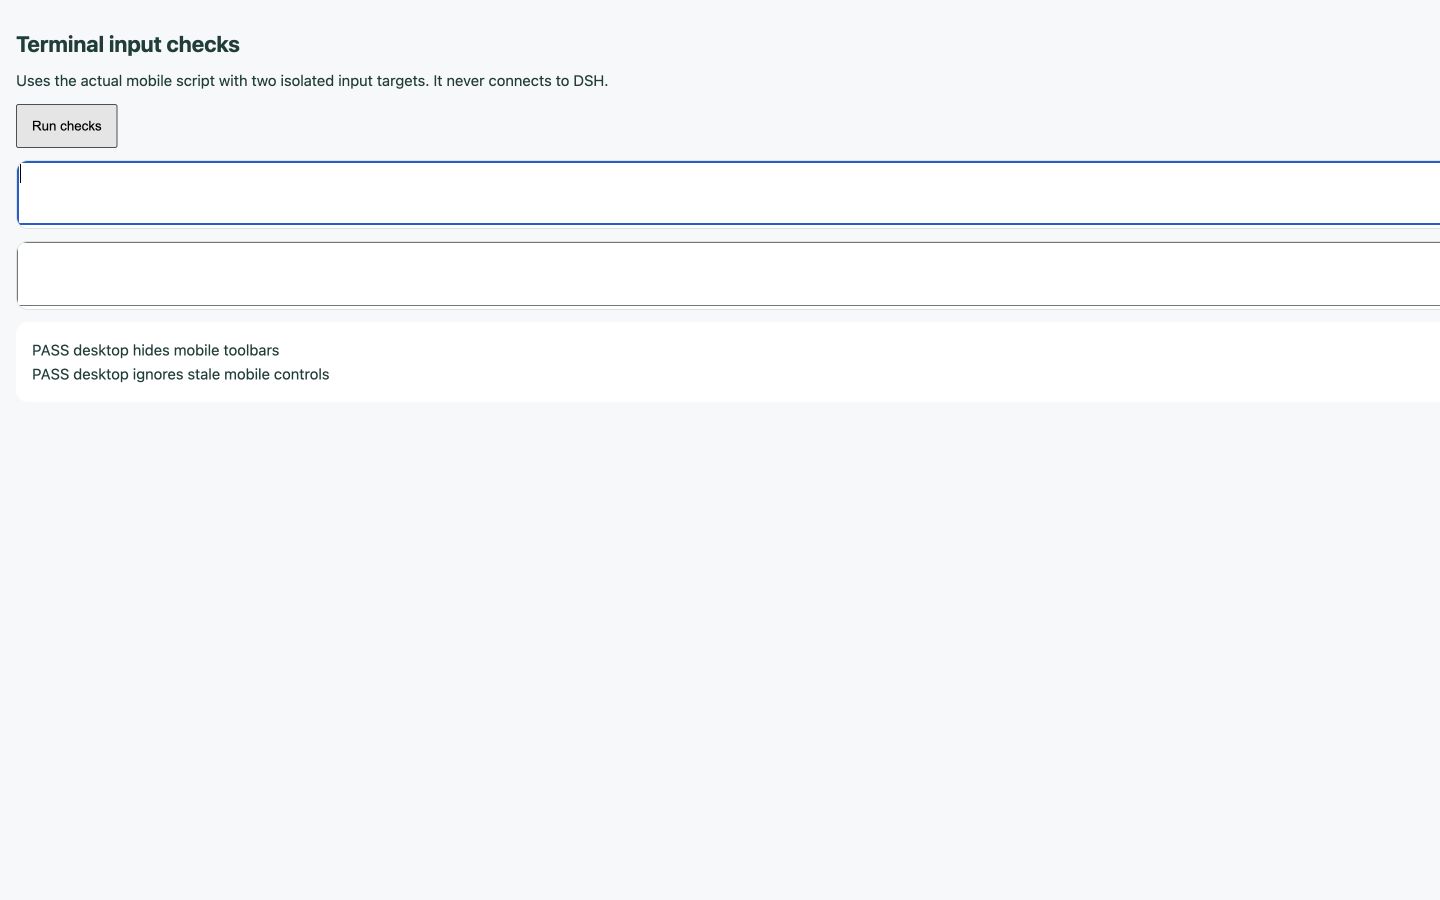 Terminal input checks
Uses the actual mobile script with two isolated input targets. It never connects to DSH.
Run checks
PASS desktop hides mobile toolbars
PASS desktop ignores stale mobile controls